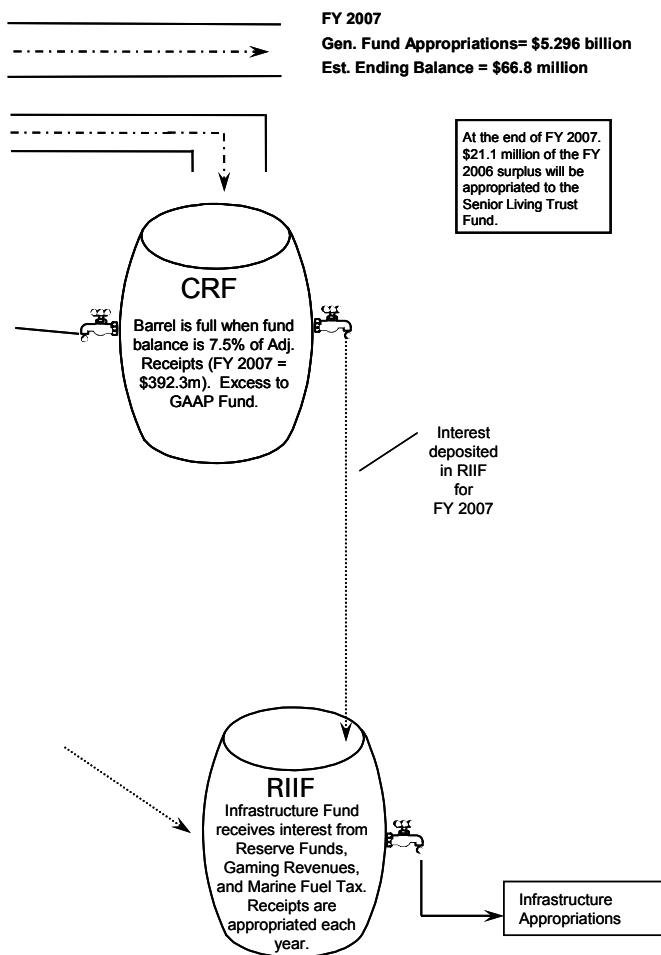 FY 2007
Gen. Fund Appropriations= $5.296 billion
Est. Ending Balance = $66.8 million
At the end of FY 2007.
$21.1 million of the FY
2006 surplus will be
appropriated to the
Senior Living Trust
Fund.
CRF
Barrel is full when fund
balance is 7.5% of Adj.
Receipts (FY 2007 =
$392.3m). Excess to
GAAP Fund.
Interest
deposited
in RIIF
for
FY 2007
RIIF
Infrastructure Fund
receives interest from
Reserve Funds,
Gaming Revenues,
and Marine Fuel Tax.
Receipts are
appropriated each
year.
Infrastructure
Appropriations